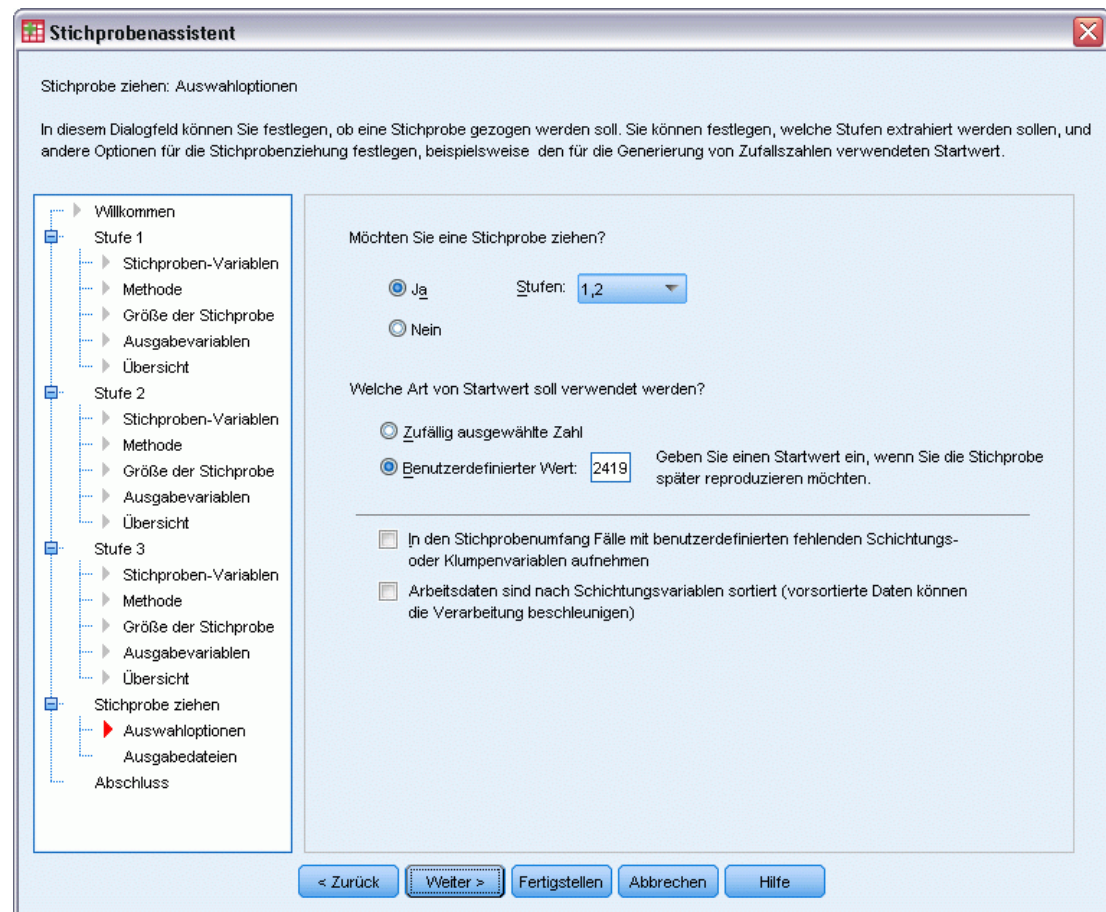 Stichprobenassistent
Stichprobe ziehen: Auswahloptionen
In diesem Dialogfeld können Sie festlegen, ob eine Stichprobe gezogen werden soll. Sie können festlegen, welche Stufen extrahiert werden sollen, und
andere Optionen für die Stichprobenziehung festlegen, beispielsweise den für die Generierung von Zufallszahlen verwendeten Startwert.
Willkommen
Stufe 1
Stichproben-Variablen
Methode
Größe der Stichprobe
Ausgabevariablen
Übersicht
Stufe 2
Stichproben-Variablen
Methode
Größe der Stichprobe
Ausgabevariablen
Übersicht
Stufe 3
Stichproben-Variablen
Methode
Größe der Stichprobe
Ausgabevariablen
Übersicht
Stichprobe ziehen
Auswahloptionen
Ausgabedateien
Abschluss
Möchten Sie eine Stichprobe ziehen?
Ja Stufen: 1,2
Nein
Welche Art von Startwert soll verwendet werden?
Zufällig ausgewählte Zahl
Benutzerdefinierter Wert: 2419
Geben Sie einen Startwert ein, wenn Sie die Stichprobe
später reproduzieren möchten.
In den Stichprobenumfang Fälle mit benutzerdefinierten fehlenden Schichtungs-
oder Klumpenvariablen aufnehmen
Arbeitsdaten sind nach Schichtungsvariablen sortiert (vorsortierte Daten können
die Verarbeitung beschleunigen)
< Zurück Weiter > Fertigstellen Abbrechen Hilfe